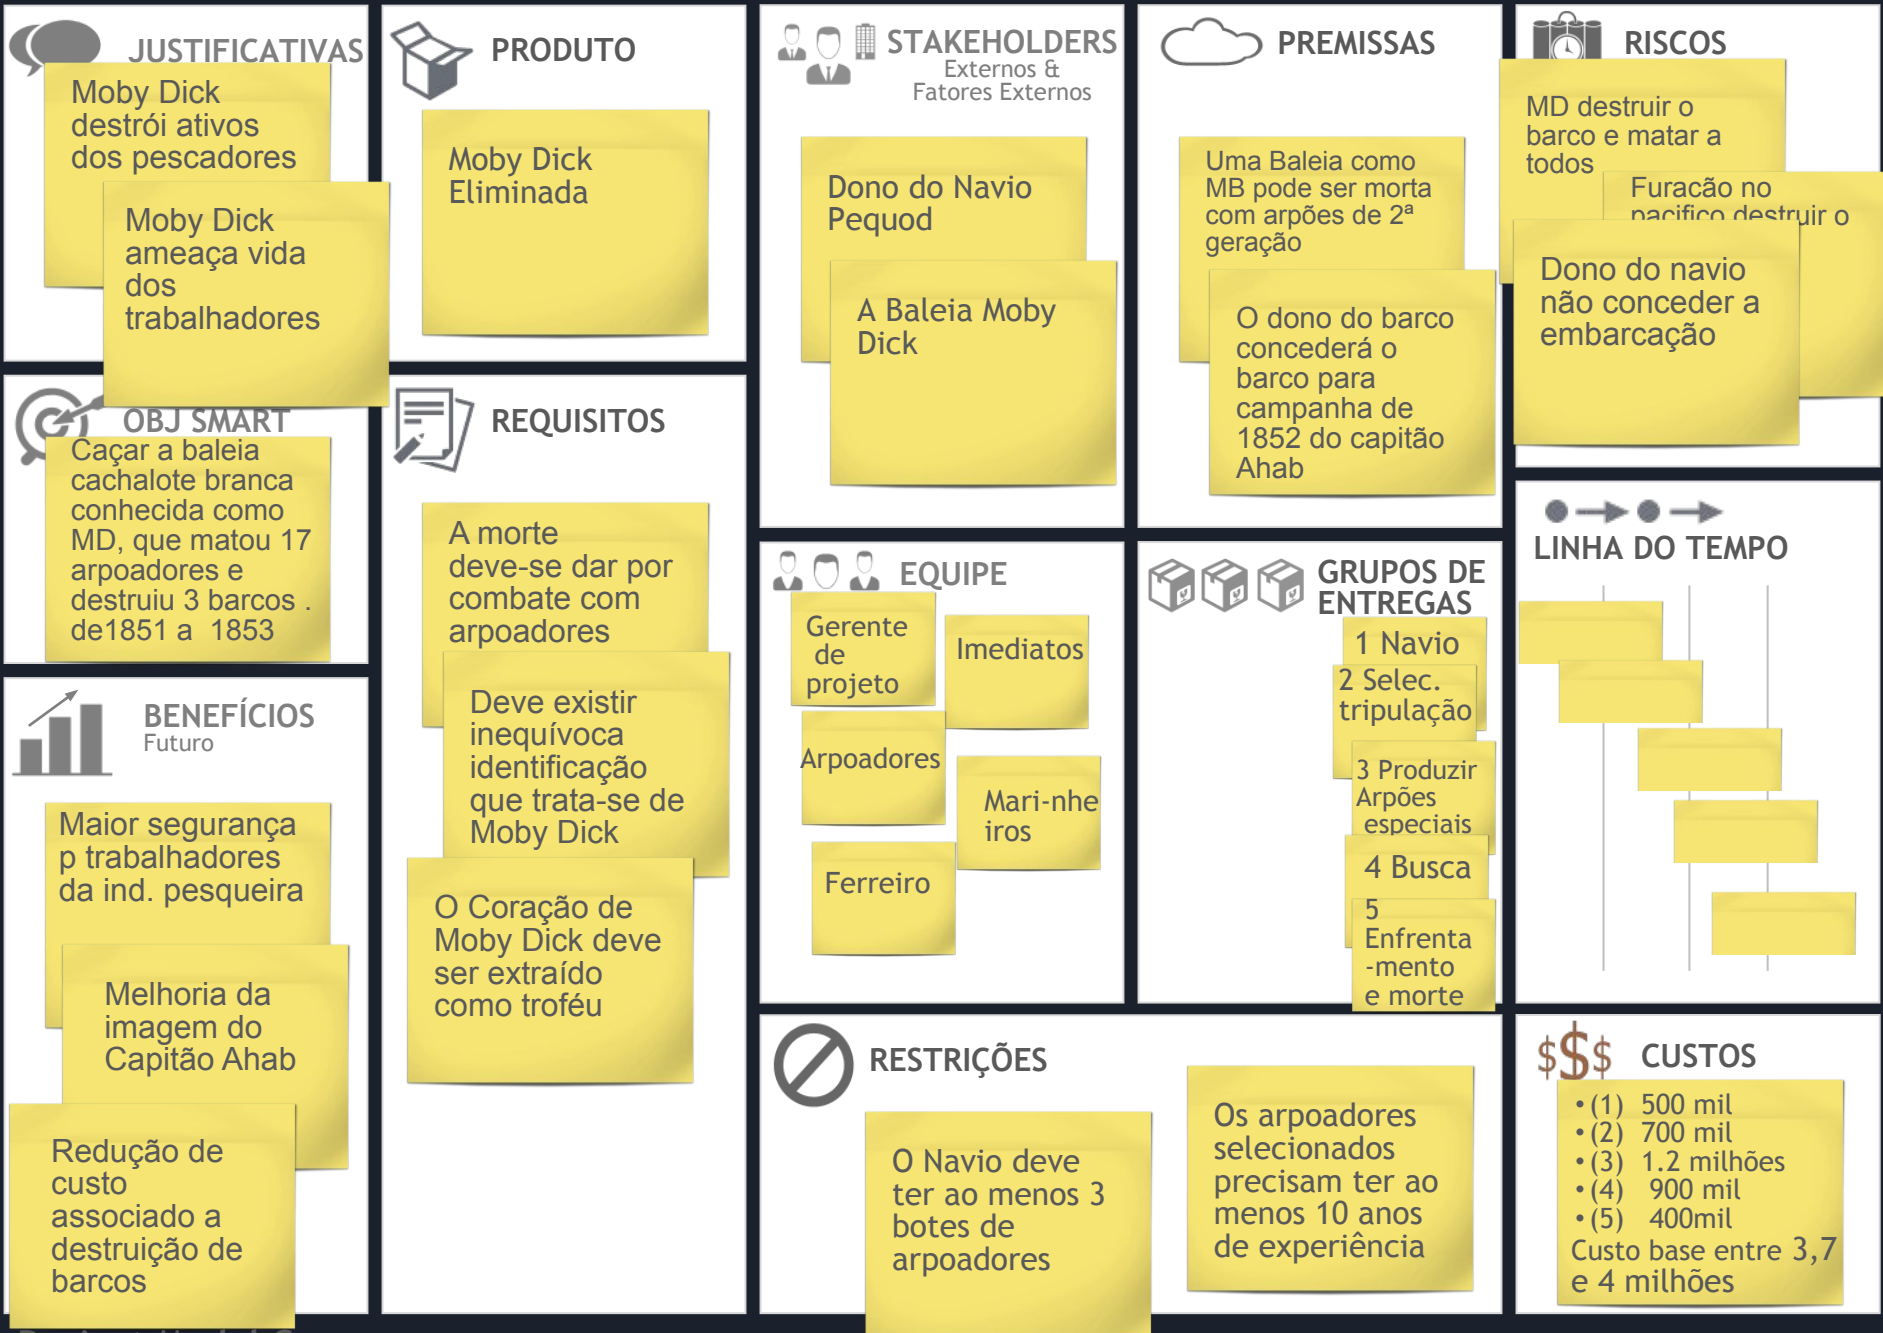 JUSTIFICATIVAS
Moby Dick
destrói ativos
dos pescadores
Moby Dick
ameaça vida
dos
trabalhadores
PRODUTO
Moby Dick
Eliminada
STAKEHOLDERS
Externos &
Fatores Externos
Dono do Navio
Pequod
A Baleia Moby
Dick
PREMISSAS
Uma Baleia como
MB pode ser morta
com arpões de 2ª
geração
O dono do barco
concederá o
barco para
campanha de
1852 do capitão
Ahab
RISCOS
MD destruir o
barco e matar a
todos
Furacão no
pacifico destruir o
Dono do navio
não conceder a
embarcação
OBJ SMART
Caçar a baleia
cachalote branca
conhecida como
MD, que matou 17
arpoadores e
destruiu 3 barcos .
de1851 a 1853
REQUISITOS
A morte
deve-se dar por
combate com
arpoadores
Deve existir
inequívoca
identificação
que trata-se de
Moby Dick
O Coração de
Moby Dick deve
ser extraído
como troféu
EQUIPE
Gerente
de
projeto
Imediatos
Arpoadores
Mari-nhe
iros
Ferreiro
GRUPOS DE
ENTREGAS
1 Navio
2 Selec.
tripulação
3 Produzir
Arpões
especiais
4 Busca
5
Enfrenta
-mento
e morte
LINHA DO TEMPO
BENEFÍCIOS
Futuro
Maior segurança
p trabalhadores
da ind. pesqueira
Melhoria da
imagem do
Capitão Ahab
Redução de
custo
associado a
destruição de
barcos
RESTRIÇÕES
O Navio deve
ter ao menos 3
botes de
arpoadores
Os arpoadores
selecionados
precisam ter ao
menos 10 anos
de experiência
$$$ CUSTOS
• (1) 500 mil
• (2) 700 mil
• (3) 1.2 milhões
• (4) 900 mil
• (5) 400mil
Custo base entre 3,7
e 4 milhões